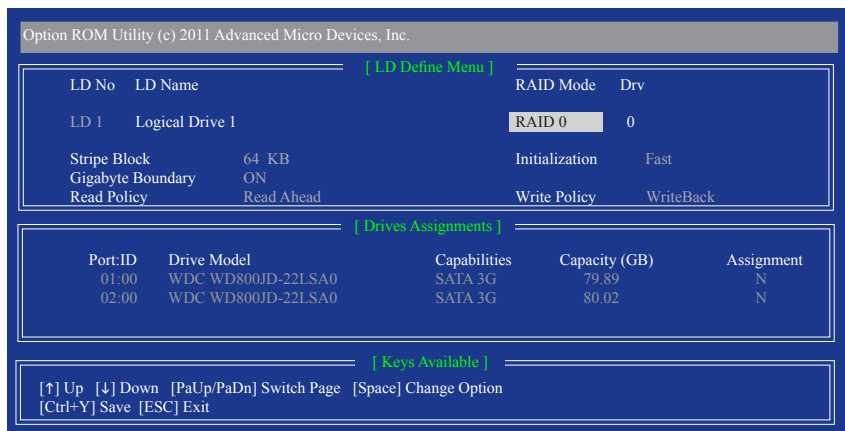 Option ROM Utility (c) 2011 Advanced Micro Devices, Inc.
[ LD Define Menu ]
LD No LD Name RAID Mode Drv
LD 1 Logical Drive 1 RAID 0 0
Stripe Block 64 KB Initialization Fast
Gigabyte Boundary ON
Read Policy Read Ahead Write Policy WriteBack
[ Drives Assignments ]
Port:ID Drive Model Capabilities Capacity (GB) Assignment
01:00 WDC WD800JD-22LSA0 SATA 3G 79.89 N
02:00 WDC WD800JD-22LSA0 SATA 3G 80.02 N
[ Keys Available ]
[↑] Up [↓] Down [PaUp/PaDn] Switch Page [Space] Change Option
[Ctrl+Y] Save [ESC] Exit